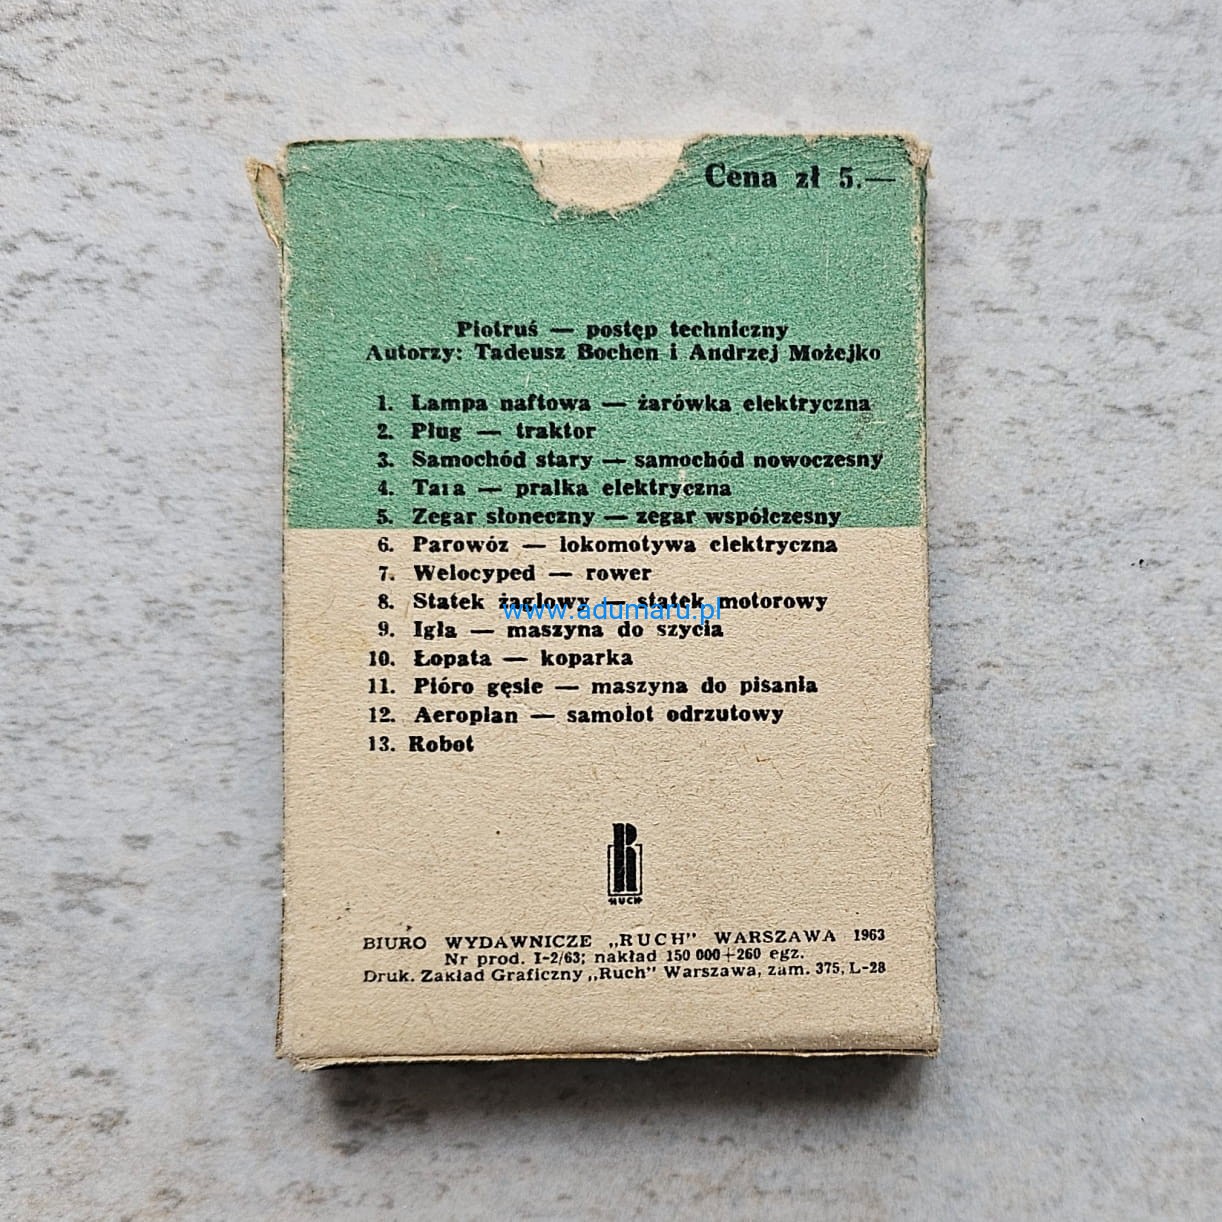 Cena zł 5.—
Piotruś — postęp techniczny
Autorzy: Tadeusz Bochen i Andrzej Możejko
1. Lampa naftowa — żarówka elektryczna
2. Pług — traktor
3. Samochód stary — samochód nowoczesny
4. Tara — pralka elektryczna
5. Zegar słoneczny — zegar współczesny
6. Parowóz — lokomotywa elektryczna
7. Welocyped — rower
8. Statek żaglowy — statek motorowy
www.adumaru.pl
9. Igła — maszyna do szycia
10. Łopata — koparka
11. Pióro gęsie — maszyna do pisania
12. Aeroplan — samolot odrzutowy
13. Robot
R
RUCH
BIURO WYDAWNICZE „RUCH” WARSZAWA 1963
Nr prod. I-2/63; nakład 150 000+260 egz.
Druk. Zakład Graficzny „Ruch” Warszawa, zam. 375, L-28